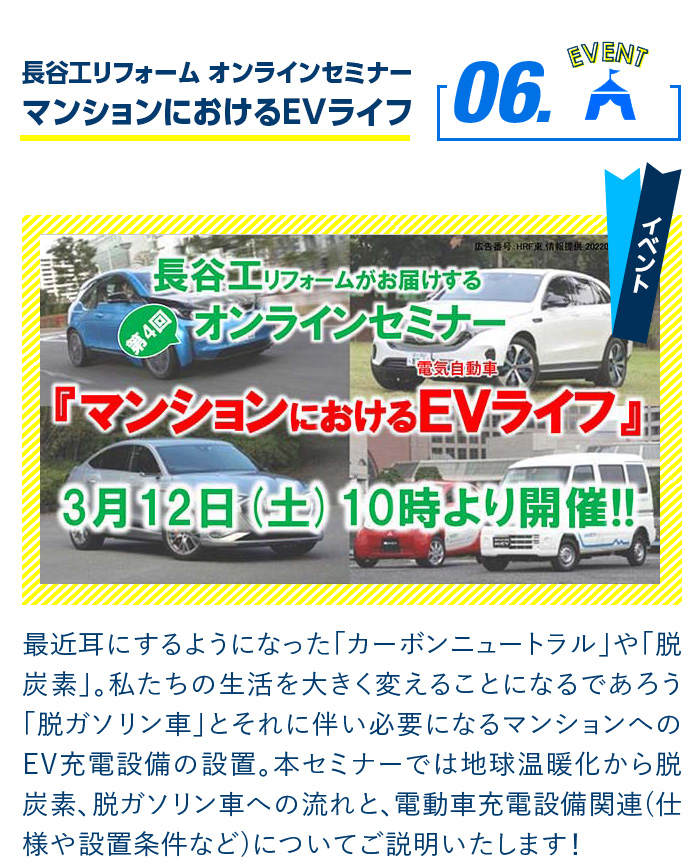 長谷工リフォーム オンラインセミナー
マンションにおけるEVライフ
06.
EVENT
イベント
広告番号:HRF東 情報提供 2022
長谷工リフォームがお届けする
第4回
オンラインセミナー
電気自動車
『マンションにおけるEVライフ』
3月12日(土)10時より開催!!
最近耳にするようになった「カーボンニュートラル」や「脱
炭素」。私たちの生活を大きく変えることになるであろう
「脱ガソリン車」とそれに伴い必要になるマンションへの
EV充電設備の設置。本セミナーでは地球温暖化から脱
炭素、脱ガソリン車への流れと、電動車充電設備関連(仕
様や設置条件など)についてご説明いたします!